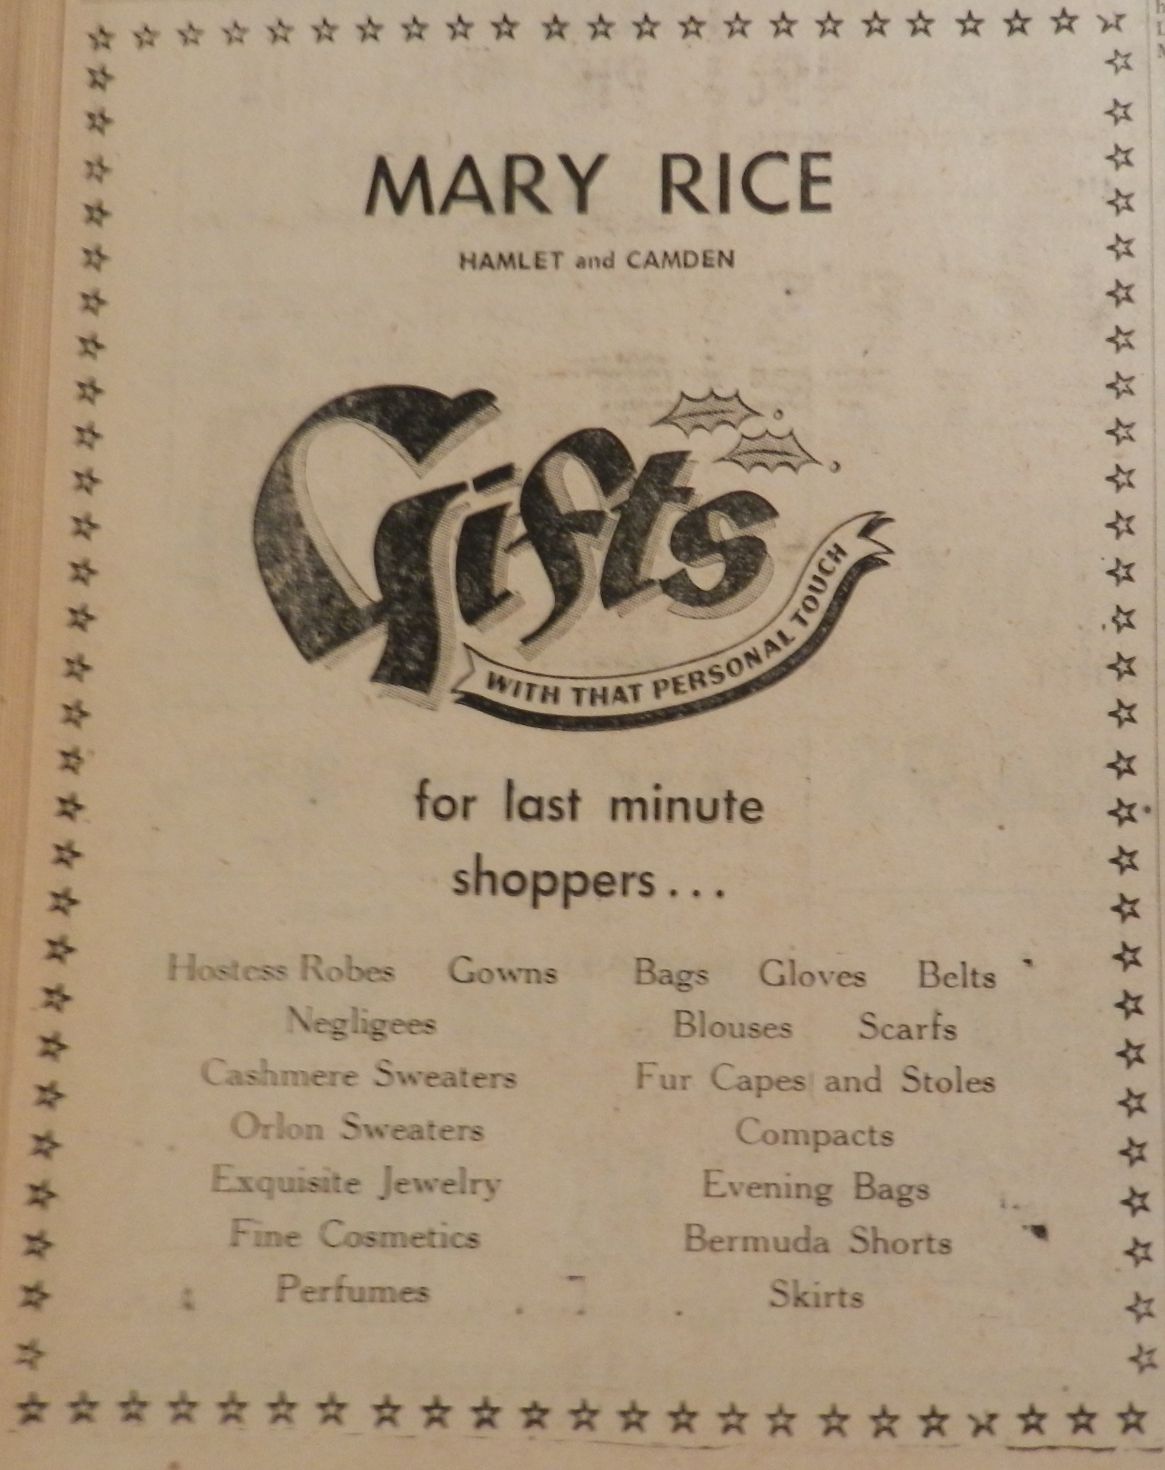 MARY RICE
HAMLET and CAMDEN
Gifts
WITH THAT PERSONAL TOUCH
for last minute
shoppers...
Hostess Robes Gowns
Negligees
Cashmere Sweaters
Orlon Sweaters
Exquisite Jewelry
Fine Cosmetics
Perfumes
Bags Gloves Belts
Blouses Scarfs
Fur Capes and Stoles
Compacts
Evening Bags
Bermuda Shorts
Skirts